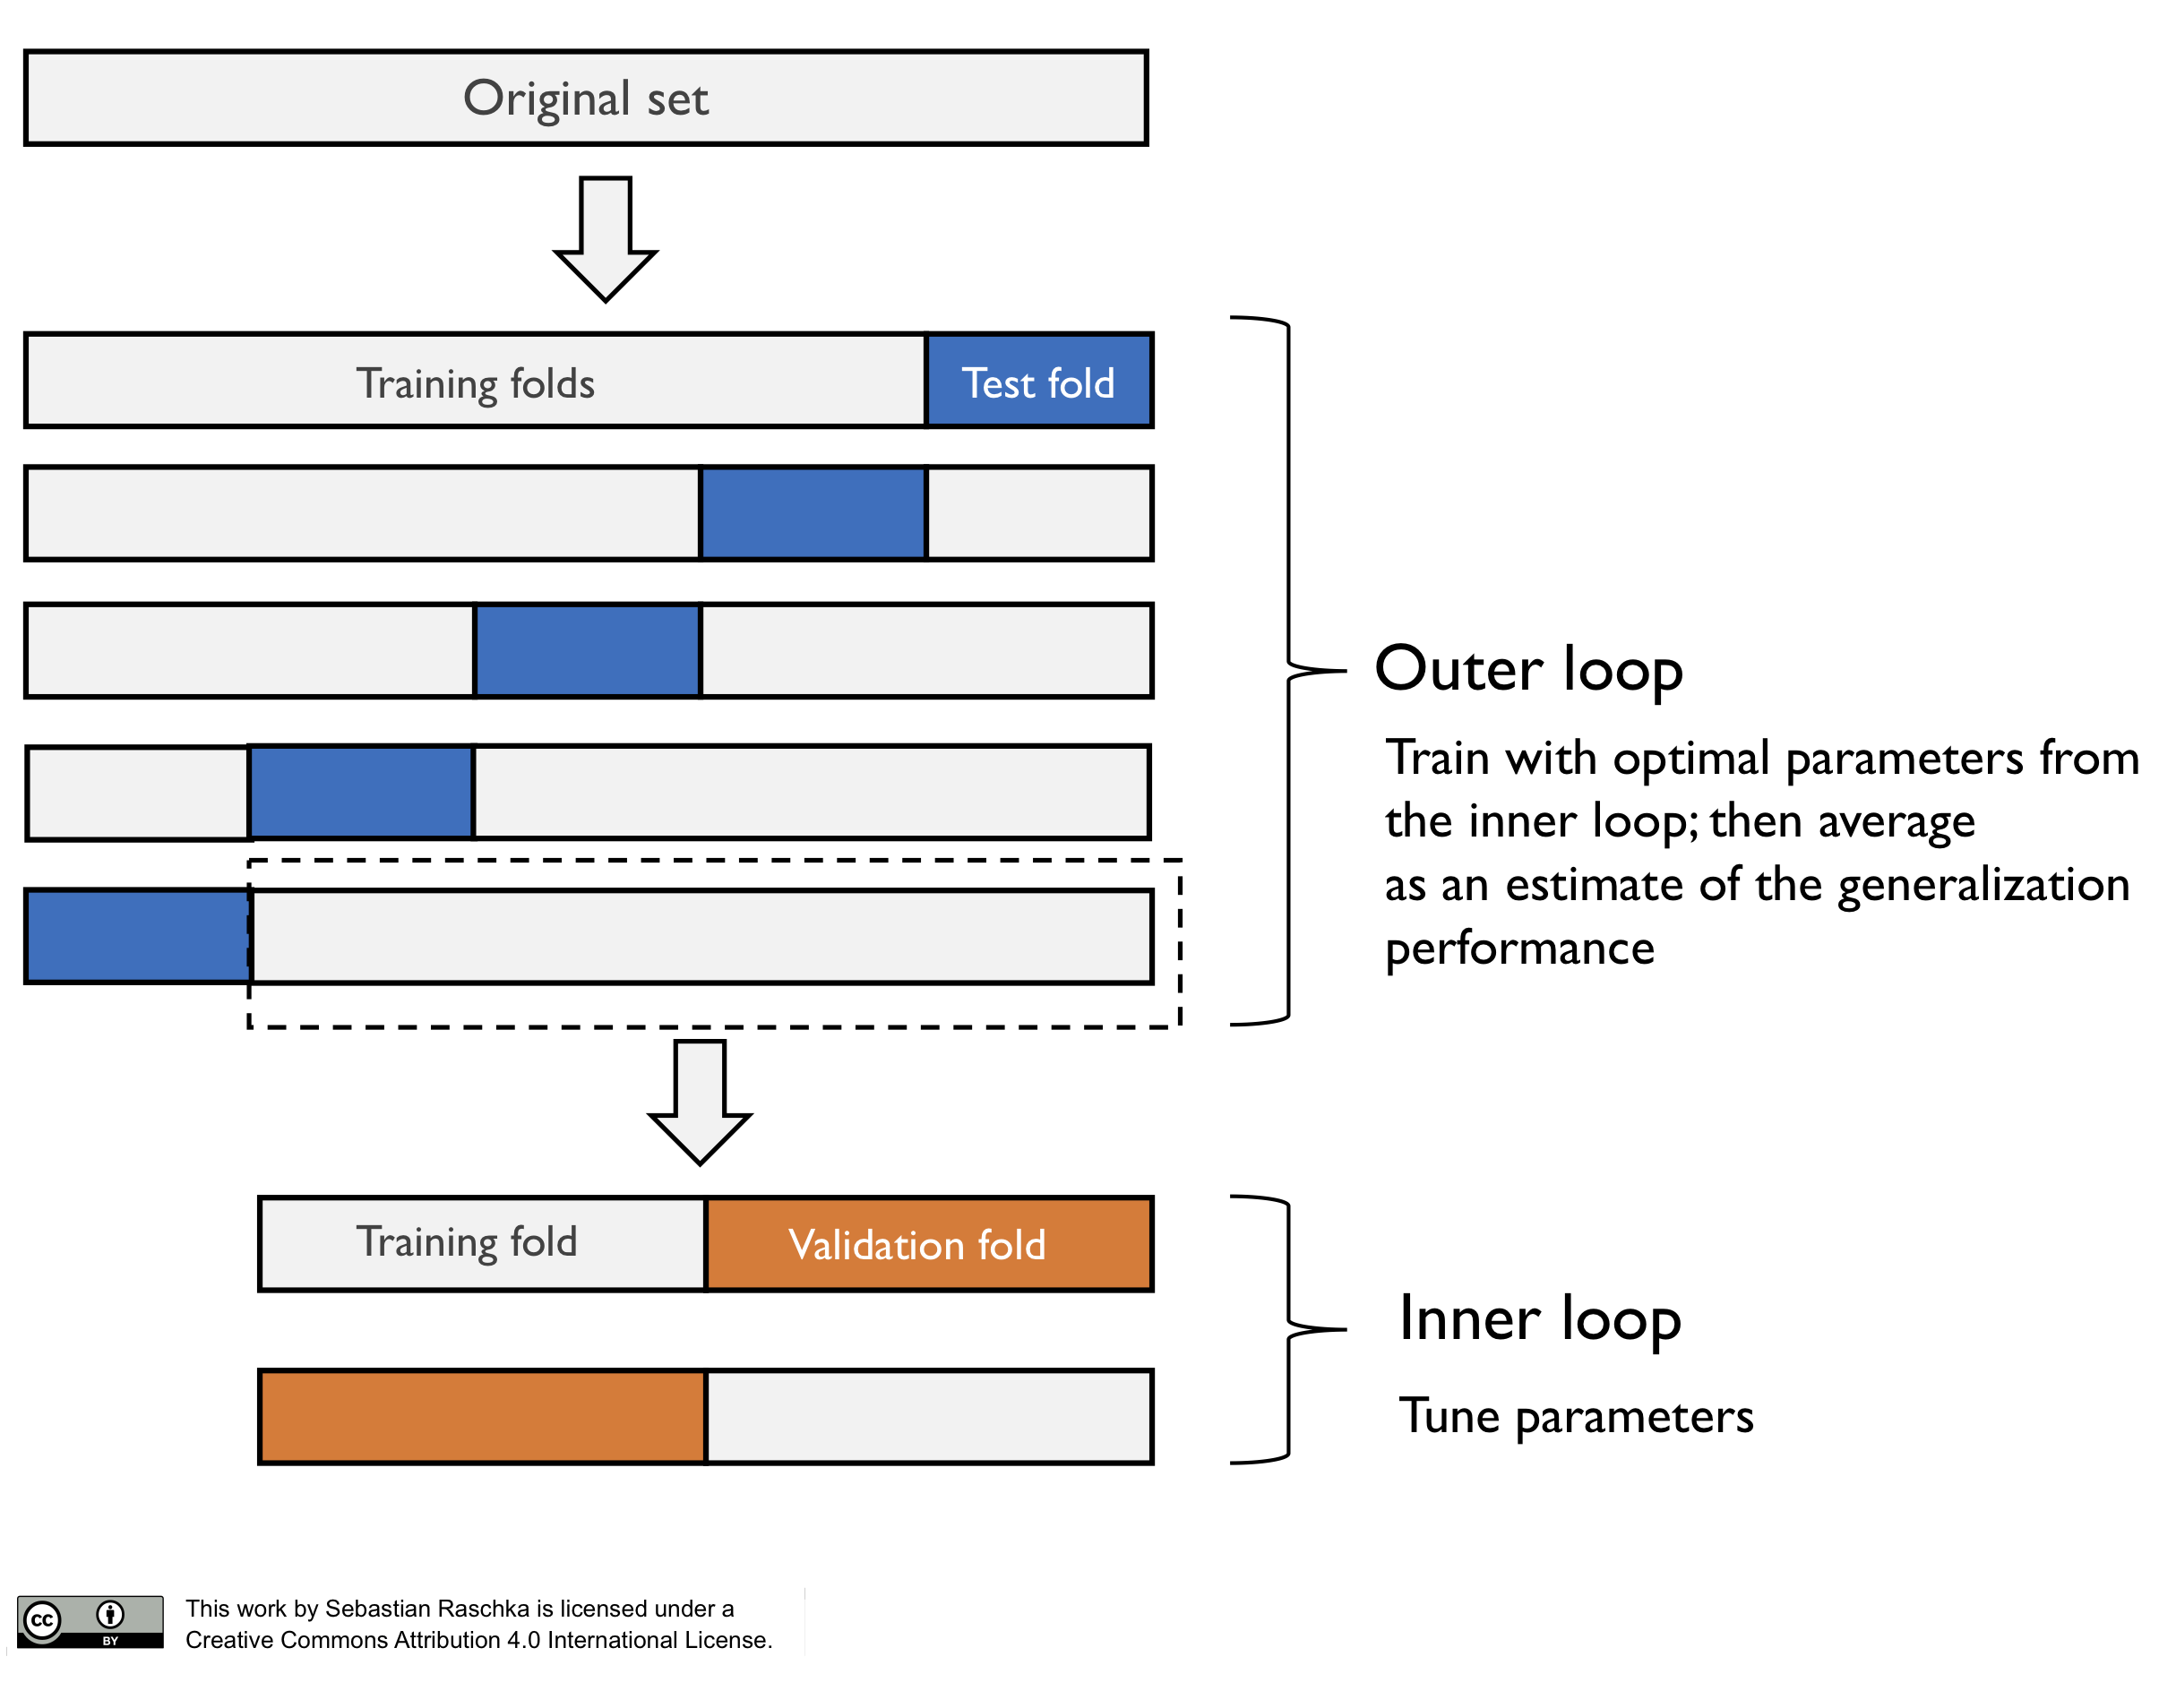 Original set
Training folds
Test fold
Outer loop
Train with optimal parameters from
the inner loop; then average
as an estimate of the generalization
performance
Training fold
Validation fold
Inner loop
Tune parameters
cc
BY
This work by Sebastian Raschka is licensed under a
Creative Commons Attribution 4.0 International License.